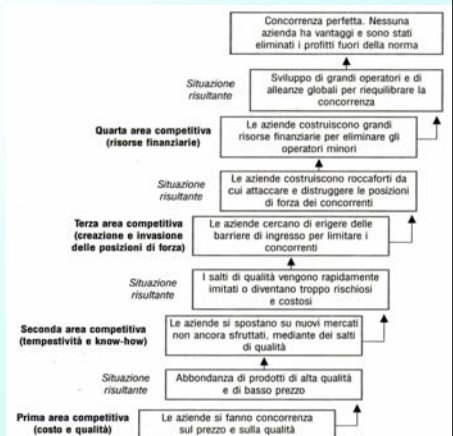 Concorrenza perfetta. Nessuna
azienda ha vantaggi e sono stati
eliminati i profitti fuori della norma
Situazione
risultante
Sviluppo di grandi operatori e di
alleanze globali per riequilibrare la
concorrenza
Quarta area competitiva
(risorse finanziarie)
Le aziende costruiscono grandi
risorse finanziarie per eliminare gli
operatori minori
Situazione
risultante
Le aziende costruiscono roccaforti da
cui attaccare e distruggere le posizioni
di forza dei concorrenti
Terza area competitiva
(creazione e invasione
delle posizioni di forza)
Le aziende cercano di erigere delle
barriere di ingresso per limitare i
concorrenti
Situazione
risultante
I salti di qualità vengono rapidamente
imitati o diventano troppo rischiosi
e costosi
Seconda area competitiva
(tempestività e know-how)
Le aziende si spostano su nuovi mercati
non ancora sfruttati, mediante dei salti
di qualità
Situazione
risultante
Abbondanza di prodotti di alta qualità
e di basso prezzo
Prima area competitiva
(costo e qualità)
Le aziende si fanno concorrenza
sul prezzo e sulla qualità